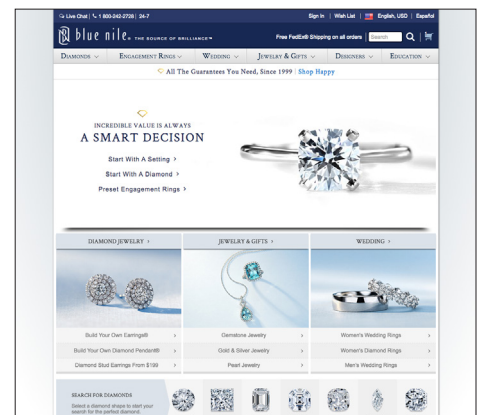 Live Chat | 1 800-242-2728 | 24-7
Sign In | Wish List | English, USD | Español
blue nile® THE SOURCE OF BRILLIANCE™
Free FedEx® Shipping on all orders | Search
DIAMONDS ENGAGEMENT RINGS WEDDING JEWELRY & GIFTS DESIGNERS EDUCATION
All The Guarantees You Need, Since 1999 | Shop Happy
INCREDIBLE VALUE IS ALWAYS
A SMART DECISION
Start With A Setting >
Start With A Diamond >
Preset Engagement Rings >
DIAMOND JEWELRY > JEWELRY & GIFTS > WEDDING >
Build Your Own Earrings® > Gemstone Jewelry > Women's Wedding Rings >
Build Your Own Diamond Pendant® > Gold & Silver Jewelry > Women's Diamond Rings >
Diamond Stud Earrings From $199 > Pearl Jewelry > Men's Wedding Rings >
SEARCH FOR DIAMONDS
Select a diamond shape to start your
search for the perfect diamond.